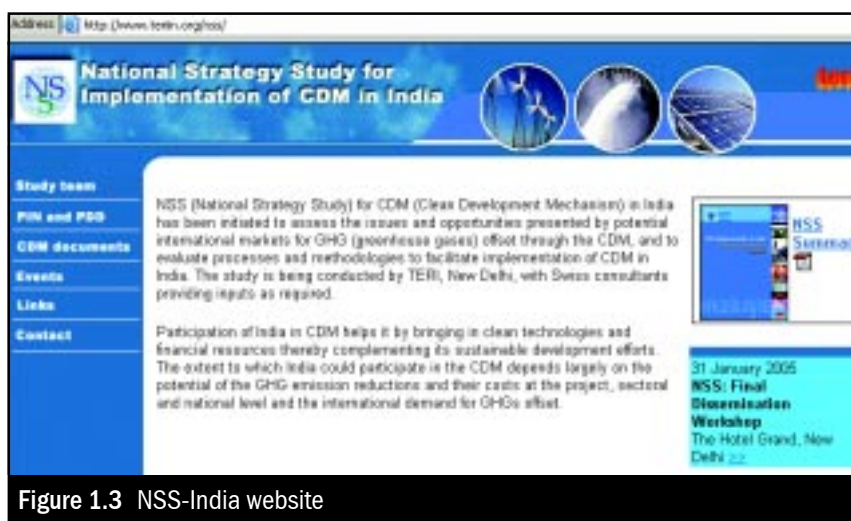 Address http://www.teriin.org/nss/
NSS
National Strategy Study for
Implementation of CDM in India
Study team
PIN and PDD
CDM documents
Events
Links
Contact
NSS (National Strategy Study) for CDM (Clean Development Mechanism) in India
has been initiated to assess the issues and opportunities presented by potential
international markets for GHG (greenhouse gases) offset through the CDM, and to
evaluate processes and methodologies to facilitate implementation of CDM in
India. The study is being conducted by TERI, New Delhi, with Swiss consultants
providing inputs as required.
Participation of India in CDM helps it by bringing in clean technologies and
financial resources thereby complementing its sustainable development efforts.
The extent to which India could participate in the CDM depends largely on the
potential of the GHG emission reductions and their costs at the project, sectoral
and national level and the international demand for GHGs offset.
NSS
31 January 2005
NSS: Final
Dissemination
Workshop
The Hotel Grand, New
Delhi >>
Figure 1.3 NSS-India website